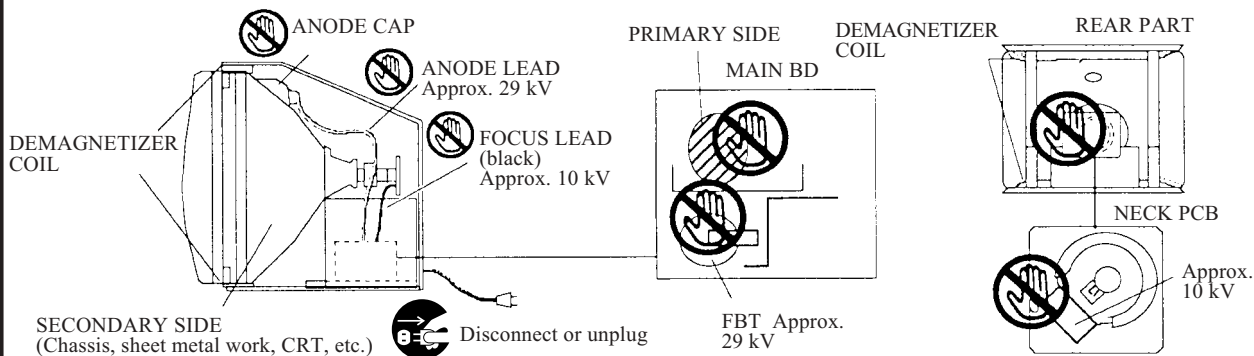 ANODE CAP
ANODE LEAD
Approx. 29 kV
FOCUS LEAD
(black)
Approx. 10 kV
DEMAGNETIZER
COIL
SECONDARY SIDE
(Chassis, sheet metal work, CRT, etc.)
Disconnect or unplug
PRIMARY SIDE
MAIN BD
FBT Approx.
29 kV
DEMAGNETIZER
COIL
REAR PART
NECK PCB
Approx.
10 kV